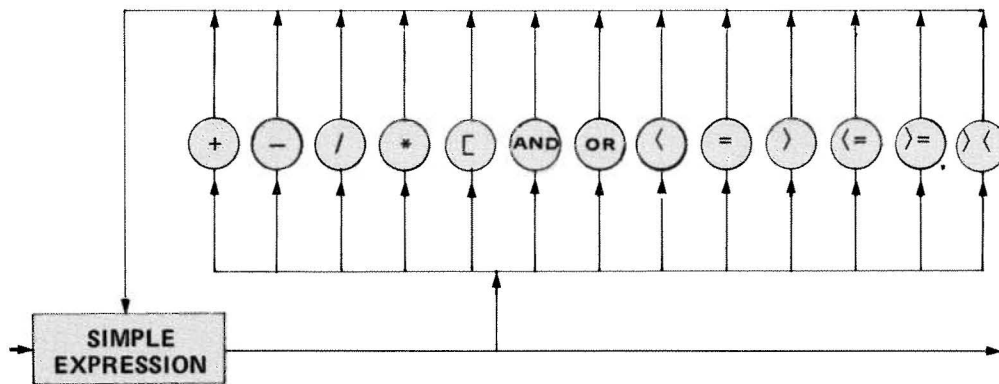 + − / * [ AND OR < = > <= >= ><
SIMPLE
EXPRESSION